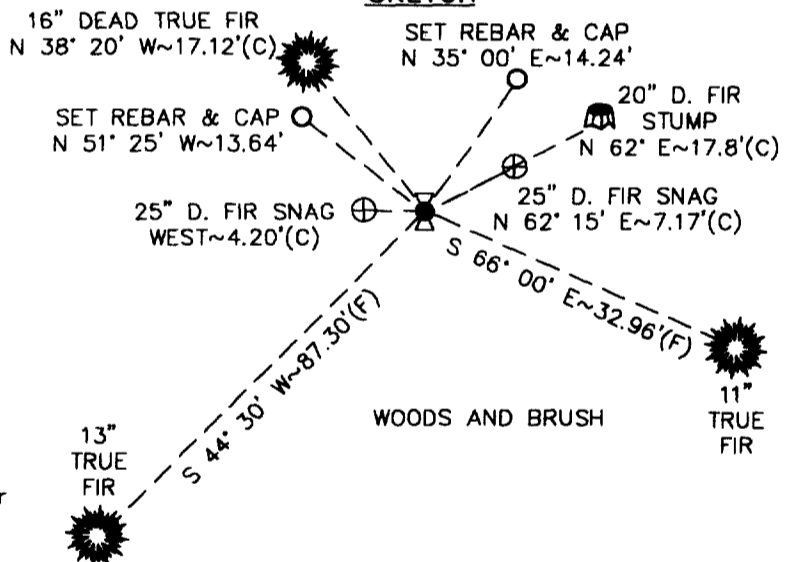 16" DEAD TRUE FIR
N 38° 20' W~17.12'(C)
SET REBAR & CAP
N 35° 00' E~14.24'
SET REBAR & CAP
N 51° 25' W~13.64'
20" D. FIR
STUMP
N 62° E~17.8'(C)
25" D. FIR SNAG
WEST~4.20'(C)
25" D. FIR SNAG
N 62° 15' E~7.17'(C)
S 66° 00' E~32.96'(F)
S 44° 30' W~87.30'(F)
11"
TRUE
FIR
WOODS AND BRUSH
13"
TRUE
FIR